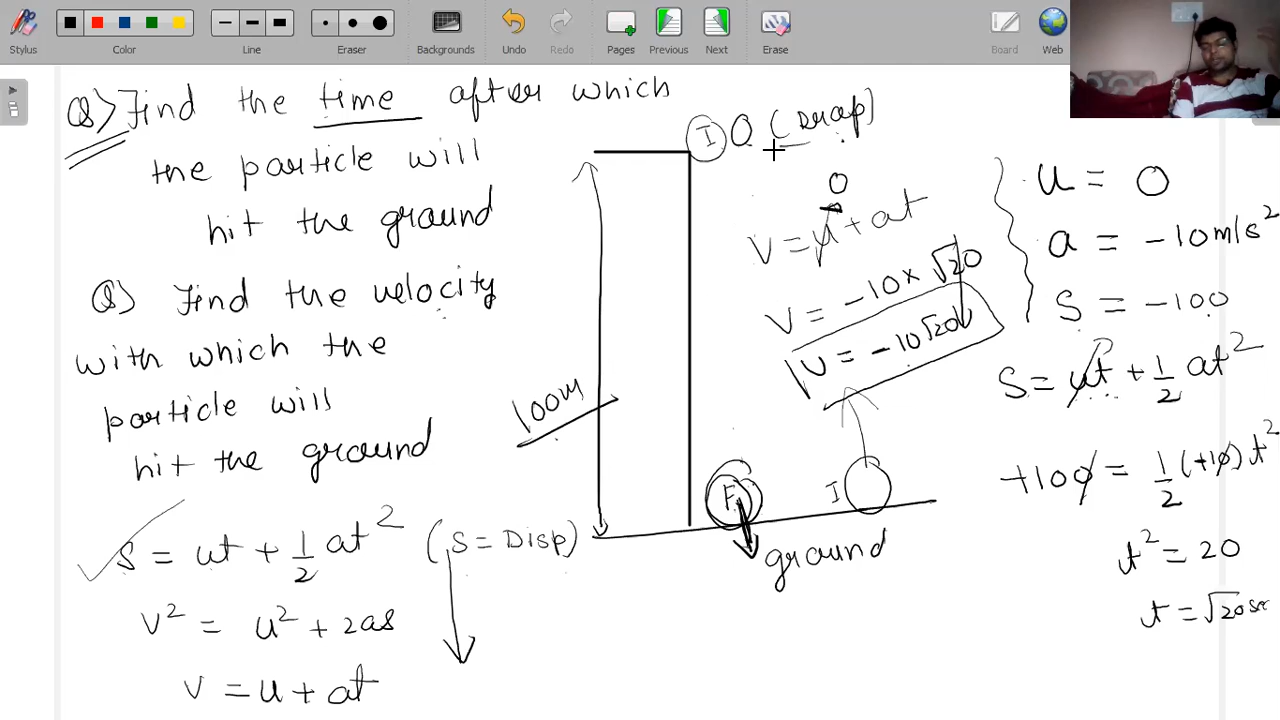 Stylus
Color
Line
Eraser
Backgrounds
Undo
Redo
Pages
Previous
Next
Erase
Board
Web
Q> Find the time after which
the particle will
hit the ground
Q) Find the velocity
with which the
particle will
hit the ground
S = ut + 1/2 at² (S = Disp)
V² = u² + 2as
V = u + at
I O (Drap)
0
V = u + at
V = -10 × √20
V = -10√20
100m
F
I
ground
u = 0
a = -10m/s²
S = -100
S = ut + 1/2 at²
+100 = 1/2 (+10) t²
t² = 20
t = √20 sec